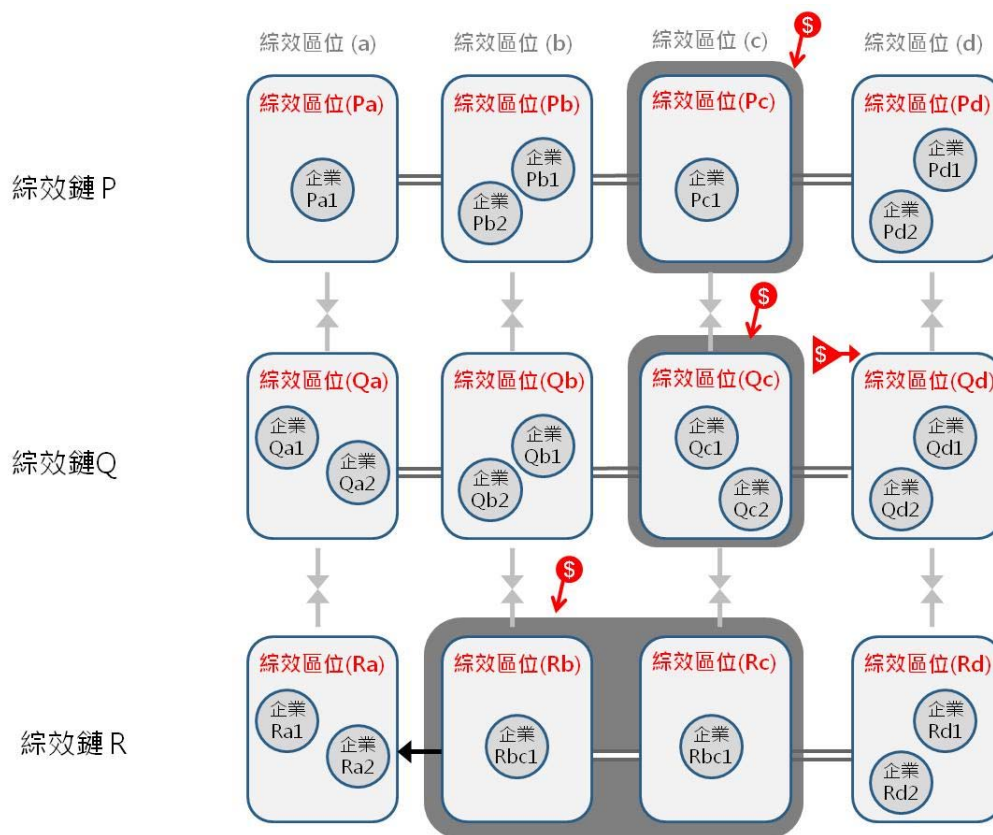 綜效區位 (a)
綜效區位 (b)
綜效區位 (c)
綜效區位 (d)
$
綜效鏈 P
綜效區位(Pa)
企業
Pa1
綜效區位(Pb)
企業
Pb1
企業
Pb2
綜效區位(Pc)
企業
Pc1
綜效區位(Pd)
企業
Pd1
企業
Pd2
$
$
綜效鏈Q
綜效區位(Qa)
企業
Qa1
企業
Qa2
綜效區位(Qb)
企業
Qb1
企業
Qb2
綜效區位(Qc)
企業
Qc1
企業
Qc2
綜效區位(Qd)
企業
Qd1
企業
Qd2
$
綜效鏈 R
綜效區位(Ra)
企業
Ra1
企業
Ra2
綜效區位(Rb)
企業
Rbc1
綜效區位(Rc)
企業
Rbc1
綜效區位(Rd)
企業
Rd1
企業
Rd2